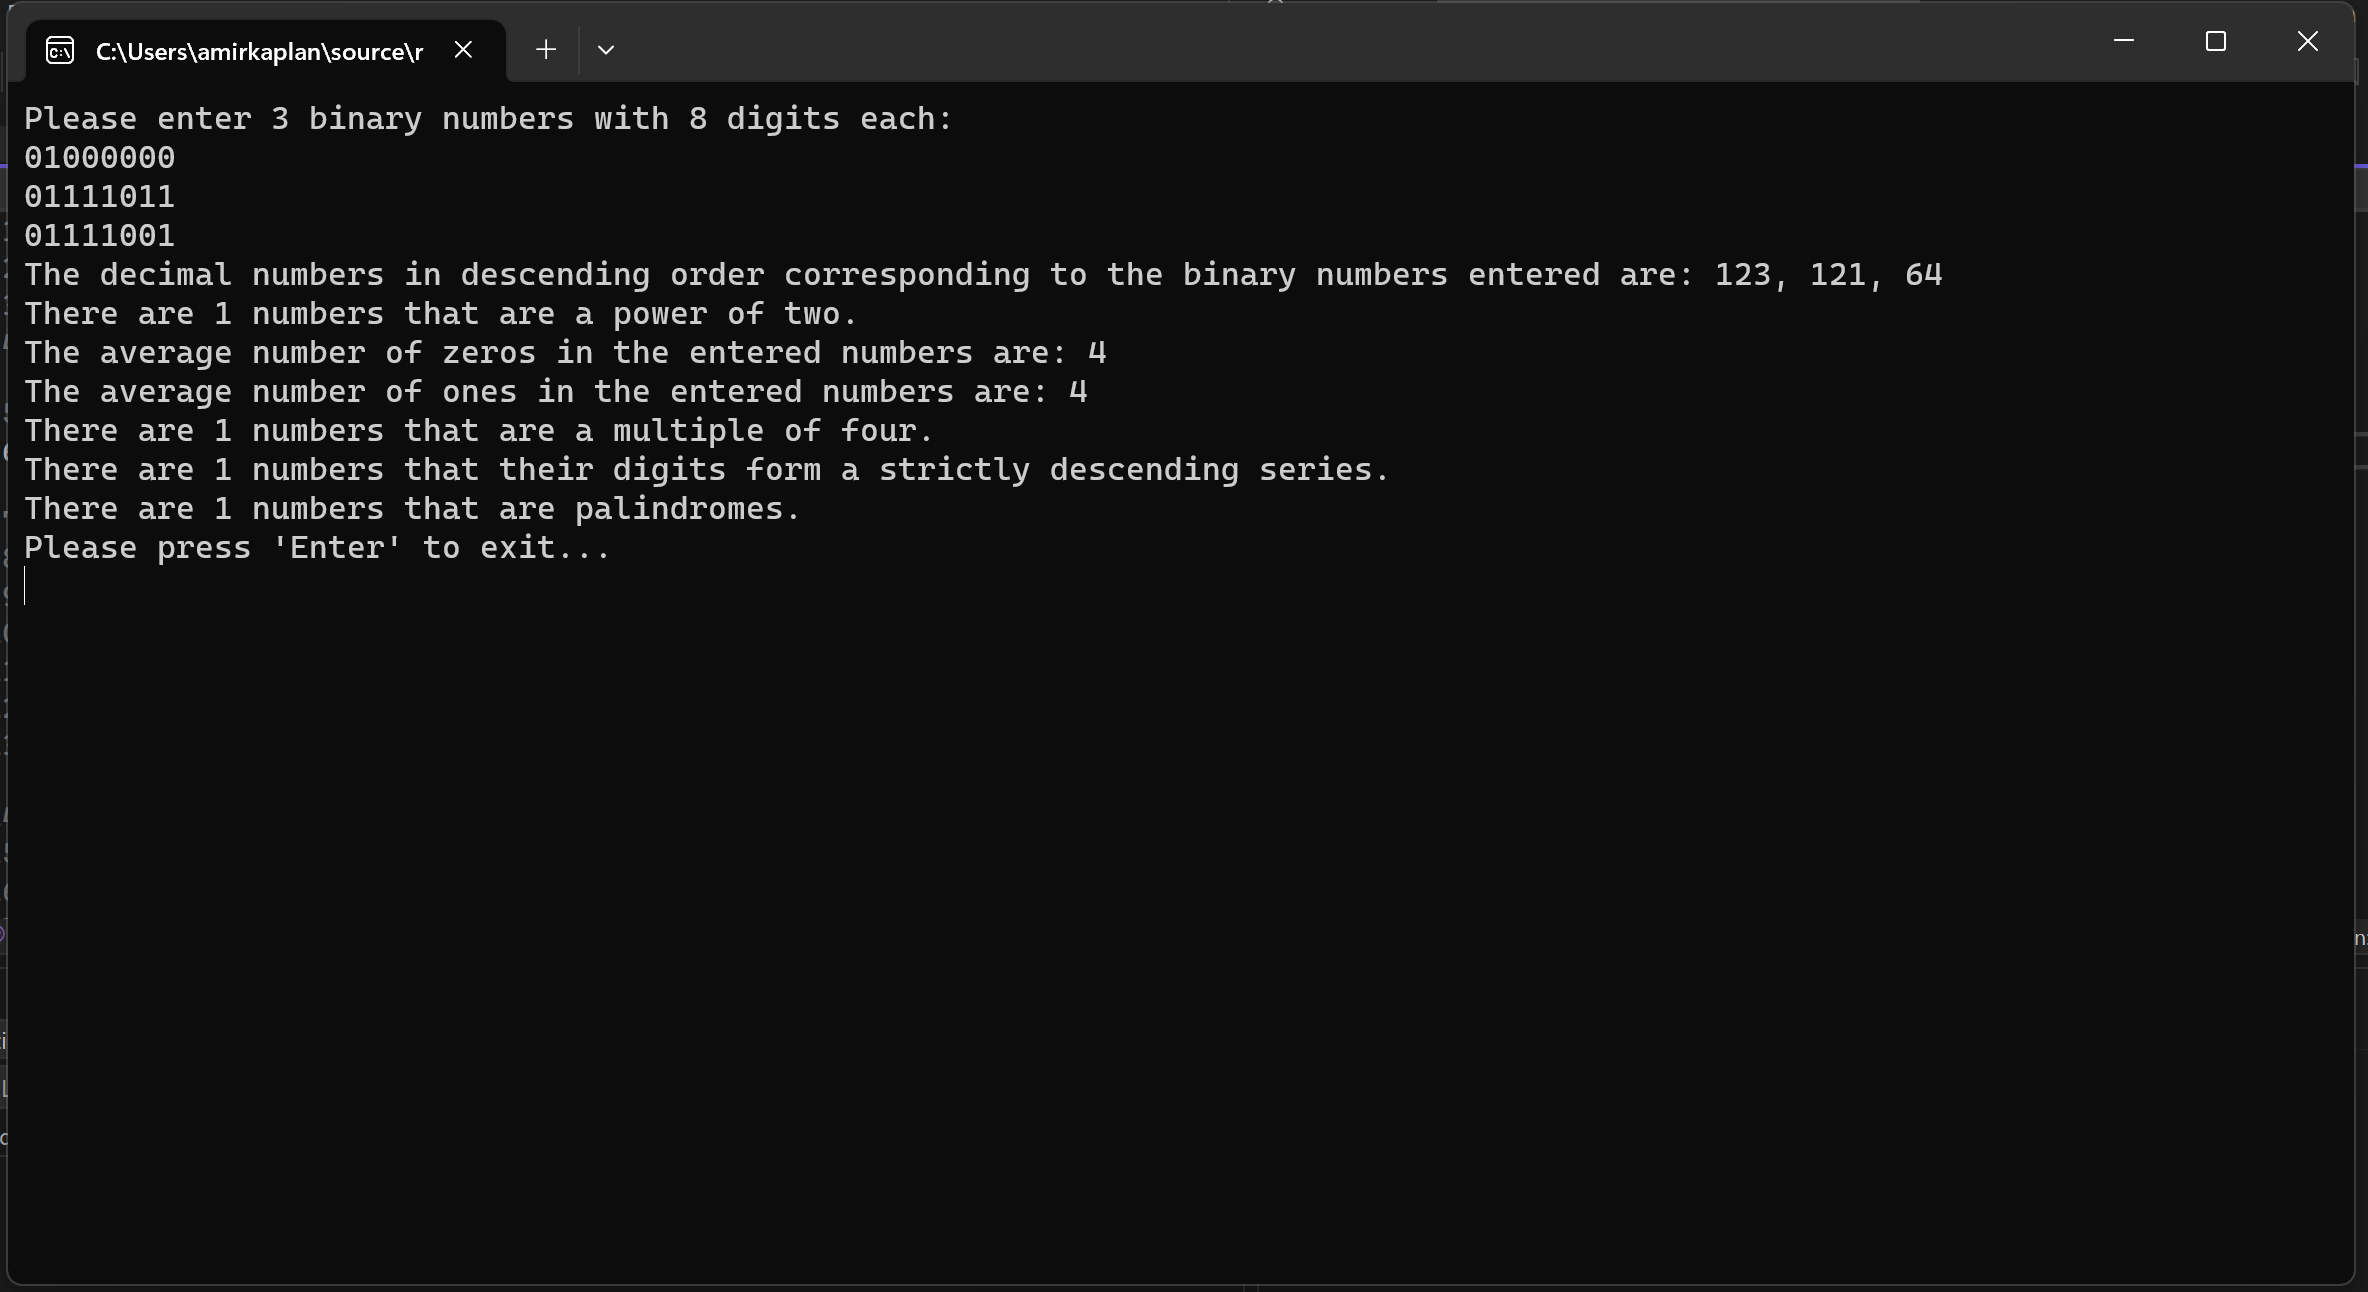 C:\Users\amirkaplan\source\r
Please enter 3 binary numbers with 8 digits each:
01000000
01111011
01111001
The decimal numbers in descending order corresponding to the binary numbers entered are: 123, 121, 64
There are 1 numbers that are a power of two.
The average number of zeros in the entered numbers are: 4
The average number of ones in the entered numbers are: 4
There are 1 numbers that are a multiple of four.
There are 1 numbers that their digits form a strictly descending series.
There are 1 numbers that are palindromes.
Please press 'Enter' to exit...